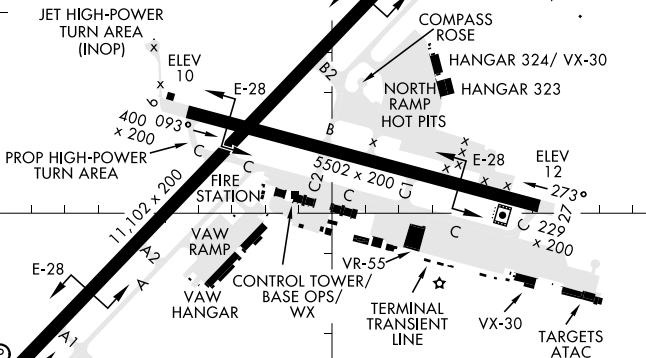 JET HIGH-POWER
TURN AREA
(INOP)
COMPASS
ROSE
ELEV
10
B2
HANGAR 324/ VX-30
E-28
NORTH
RAMP
HOT PITS
HANGAR 323
9
400
x 200
093°
B
C
C
PROP HIGH-POWER
TURN AREA
5502 x 200
E-28
ELEV
12
FIRE
STATION
C2
C1
273°
27
11,102 x 200
C
C
229
x 200
VAW
RAMP
A2
E-28
A
VAW
HANGAR
CONTROL TOWER/
BASE OPS/
WX
VR-55
TERMINAL
TRANSIENT
LINE
VX-30
TARGETS
ATAC
A1